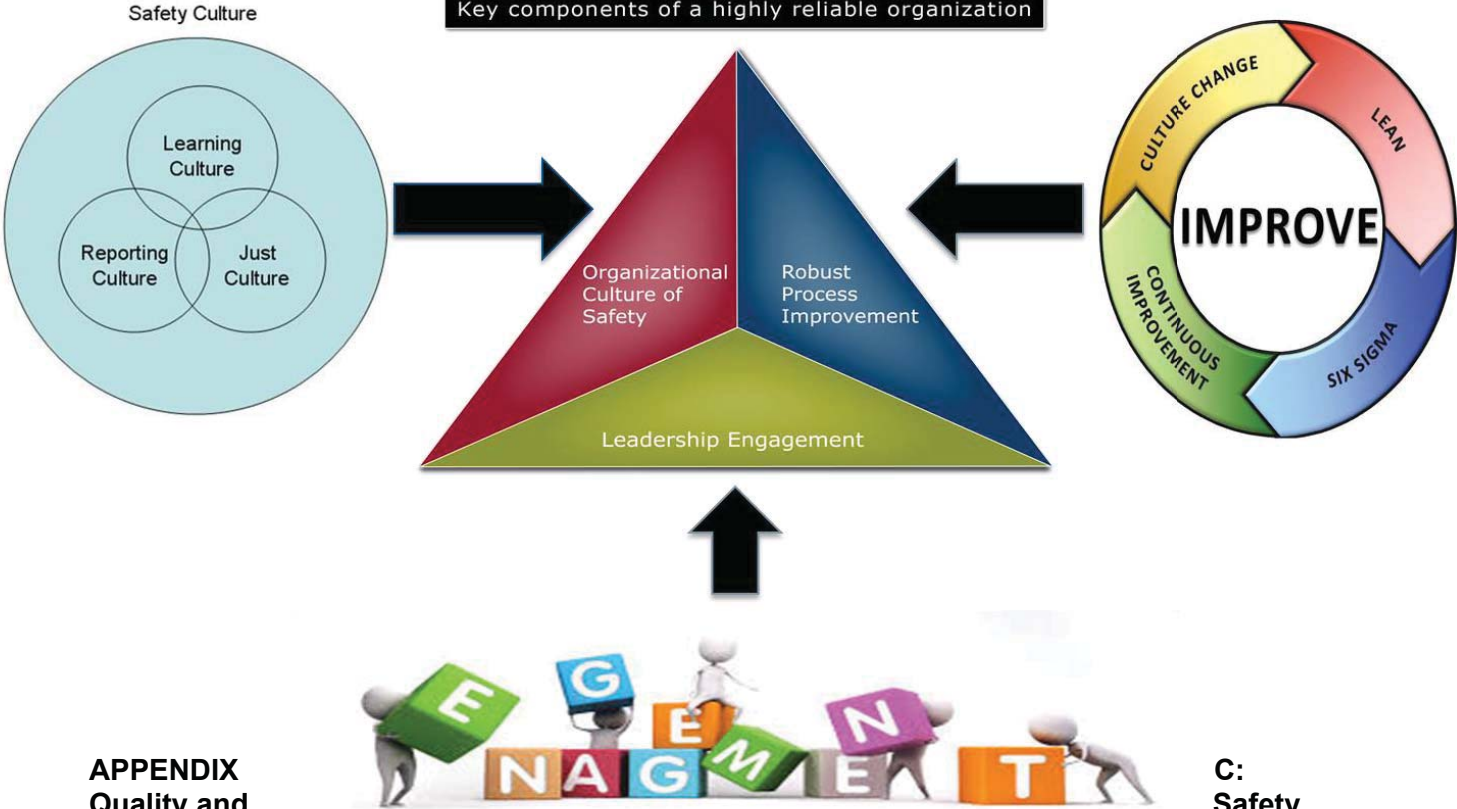 Safety Culture
Key components of a highly reliable organization
Learning
Culture
Reporting
Culture
Just
Culture
Organizational
Culture of
Safety
Robust
Process
Improvement
Leadership Engagement
CULTURE CHANGE
LEAN
SIX SIGMA
CONTINUOUS
IMPROVEMENT
IMPROVE
E G E N
N A G M E T
APPENDIX C:
Quality and Safety